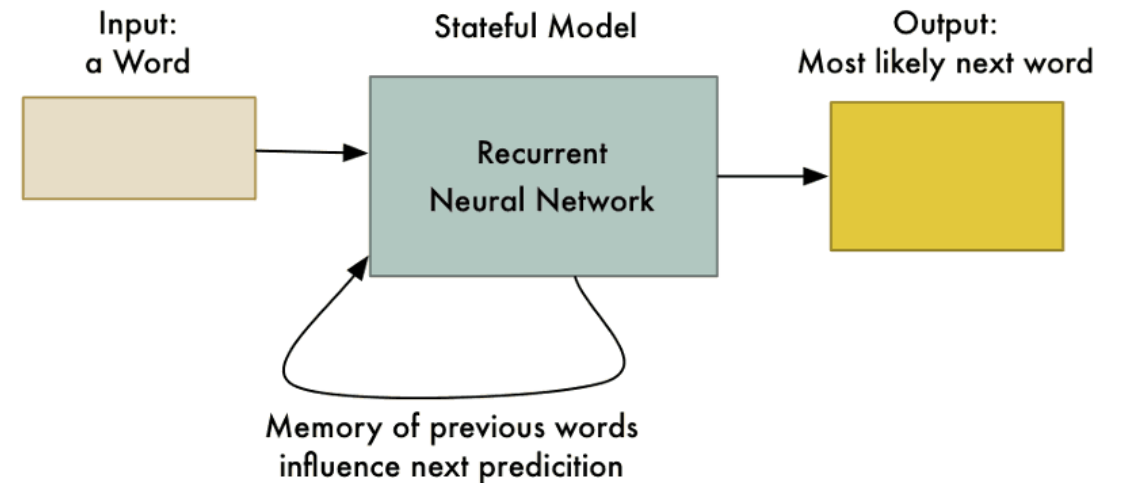 Input:
a Word
Stateful Model
Output:
Most likely next word
Recurrent
Neural Network
Memory of previous words
influence next predicition